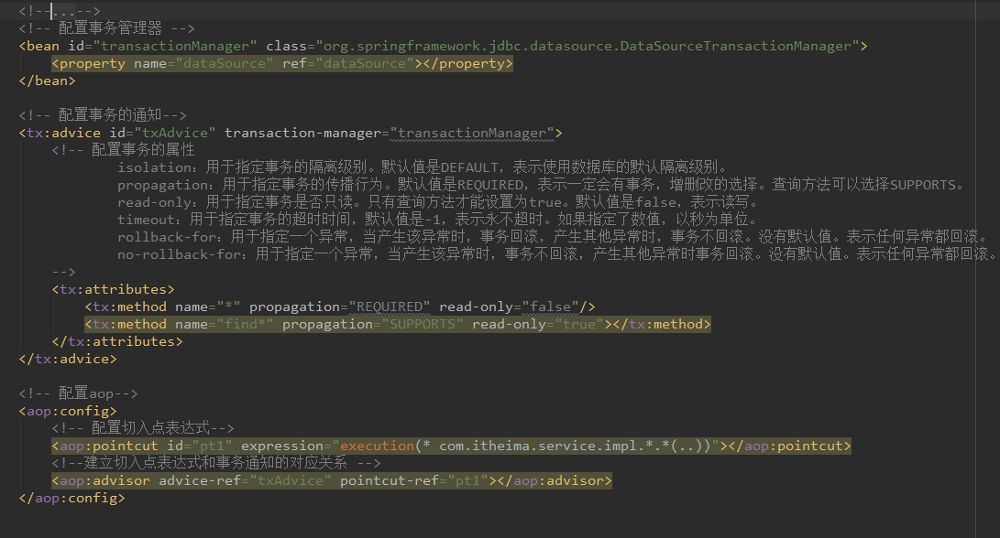 <!--...-->
<!-- 配置事务管理器 -->
<bean id="transactionManager" class="org.springframework.jdbc.datasource.DataSourceTransactionManager">
    <property name="dataSource" ref="dataSource"></property>
</bean>
<!-- 配置事务的通知-->
<tx:advice id="txAdvice" transaction-manager="transactionManager">
    <!-- 配置事务的属性
            isolation：用于指定事务的隔离级别。默认值是DEFAULT，表示使用数据库的默认隔离级别。
            propagation：用于指定事务的传播行为。默认值是REQUIRED，表示一定会有事务，增删改的选择。查询方法可以选择SUPPORTS。
            read-only：用于指定事务是否只读。只有查询方法才能设置为true。默认值是false，表示读写。
            timeout：用于指定事务的超时时间，默认值是-1，表示永不超时。如果指定了数值，以秒为单位。
            rollback-for：用于指定一个异常，当产生该异常时，事务回滚，产生其他异常时，事务不回滚。没有默认值。表示任何异常都回滚。
            no-rollback-for：用于指定一个异常，当产生该异常时，事务不回滚，产生其他异常时事务回滚。没有默认值。表示任何异常都回滚。
    -->
    <tx:attributes>
        <tx:method name="*" propagation="REQUIRED" read-only="false"/>
        <tx:method name="find*" propagation="SUPPORTS" read-only="true"></tx:method>
    </tx:attributes>
</tx:advice>
<!-- 配置aop-->
<aop:config>
    <!-- 配置切入点表达式-->
    <aop:pointcut id="pt1" expression="execution(* com.itheima.service.impl.*.*(..))"></aop:pointcut>
    <!--建立切入点表达式和事务通知的对应关系 -->
    <aop:advisor advice-ref="txAdvice" pointcut-ref="pt1"></aop:advisor>
</aop:config>